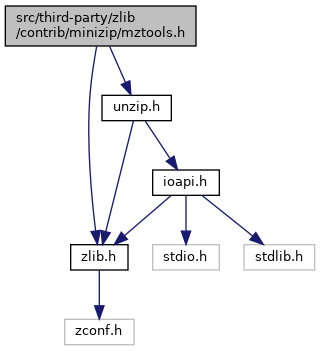 src/third-party/zlib
/contrib/minizip/mztools.h
unzip.h
ioapi.h
zlib.h
stdio.h
stdlib.h
zconf.h